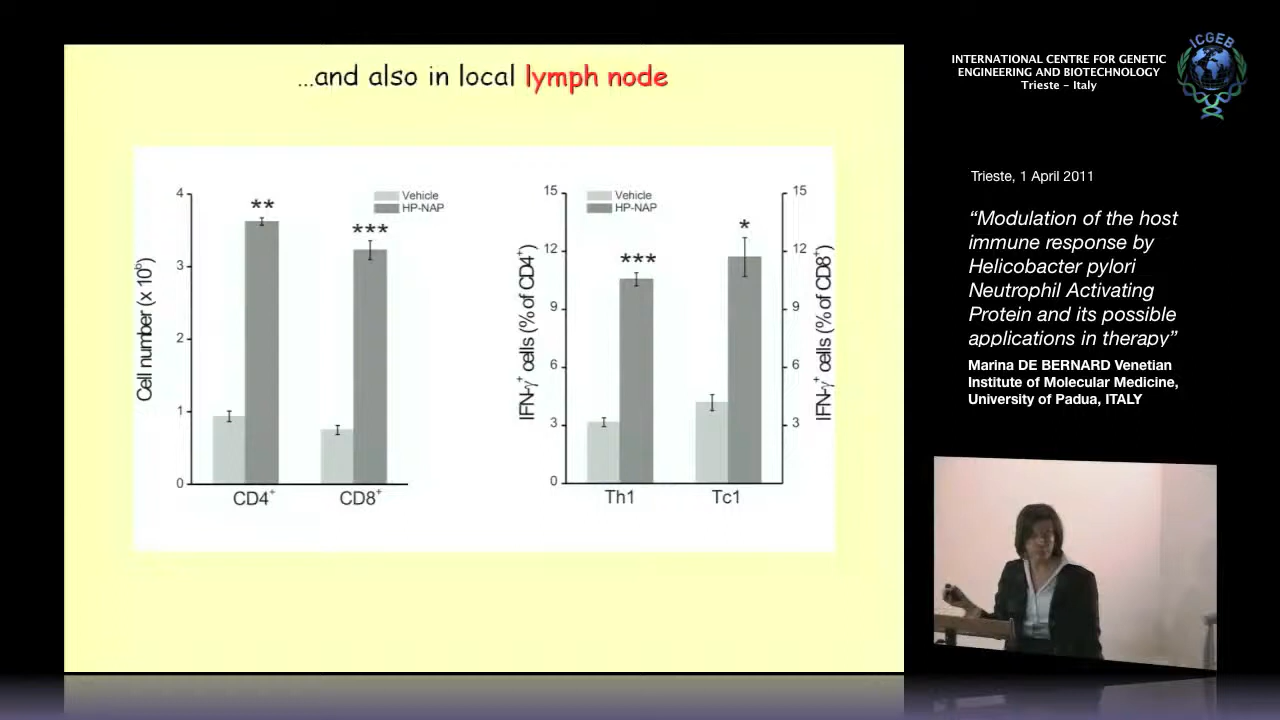 ...and also in local lymph node
Vehicle
HP-NAP
4
3
2
1
0
Cell number (x 10⁶)
**
***
CD4⁺
CD8⁺
Vehicle
HP-NAP
15
12
9
6
3
0
IFN-γ⁺ cells (% of CD4⁺)
***
*
Th1
Tc1
15
12
9
6
3
IFN-γ⁺ cells (% of CD8⁺)
ICGEB
INTERNATIONAL CENTRE FOR GENETIC
ENGINEERING AND BIOTECHNOLOGY
Trieste - Italy
Trieste, 1 April 2011
“Modulation of the host
immune response by
Helicobacter pylori
Neutrophil Activating
Protein and its possible
applications in therapy”
Marina DE BERNARD Venetian
Institute of Molecular Medicine,
University of Padua, ITALY